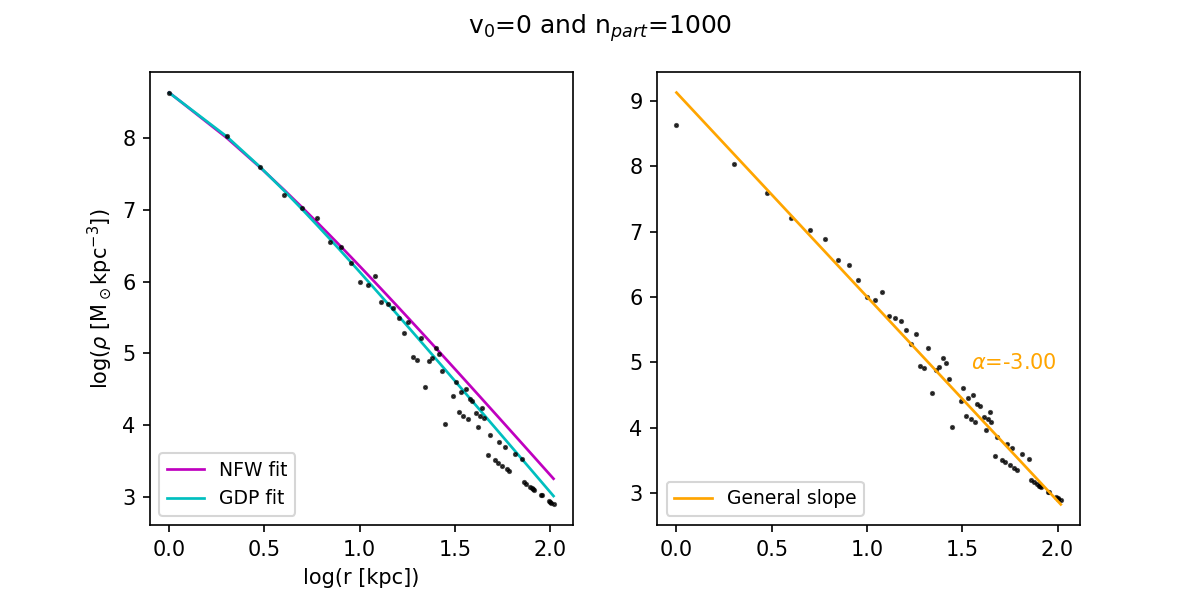 v₀=0 and nₚₐᵣₜ=1000
log(ρ [M⊙kpc⁻³])
8
7
6
5
4
3
NFW fit
GDP fit
0.0 0.5 1.0 1.5 2.0
log(r [kpc])
9
8
7
6
5
4
3
α=-3.00
General slope
0.0 0.5 1.0 1.5 2.0